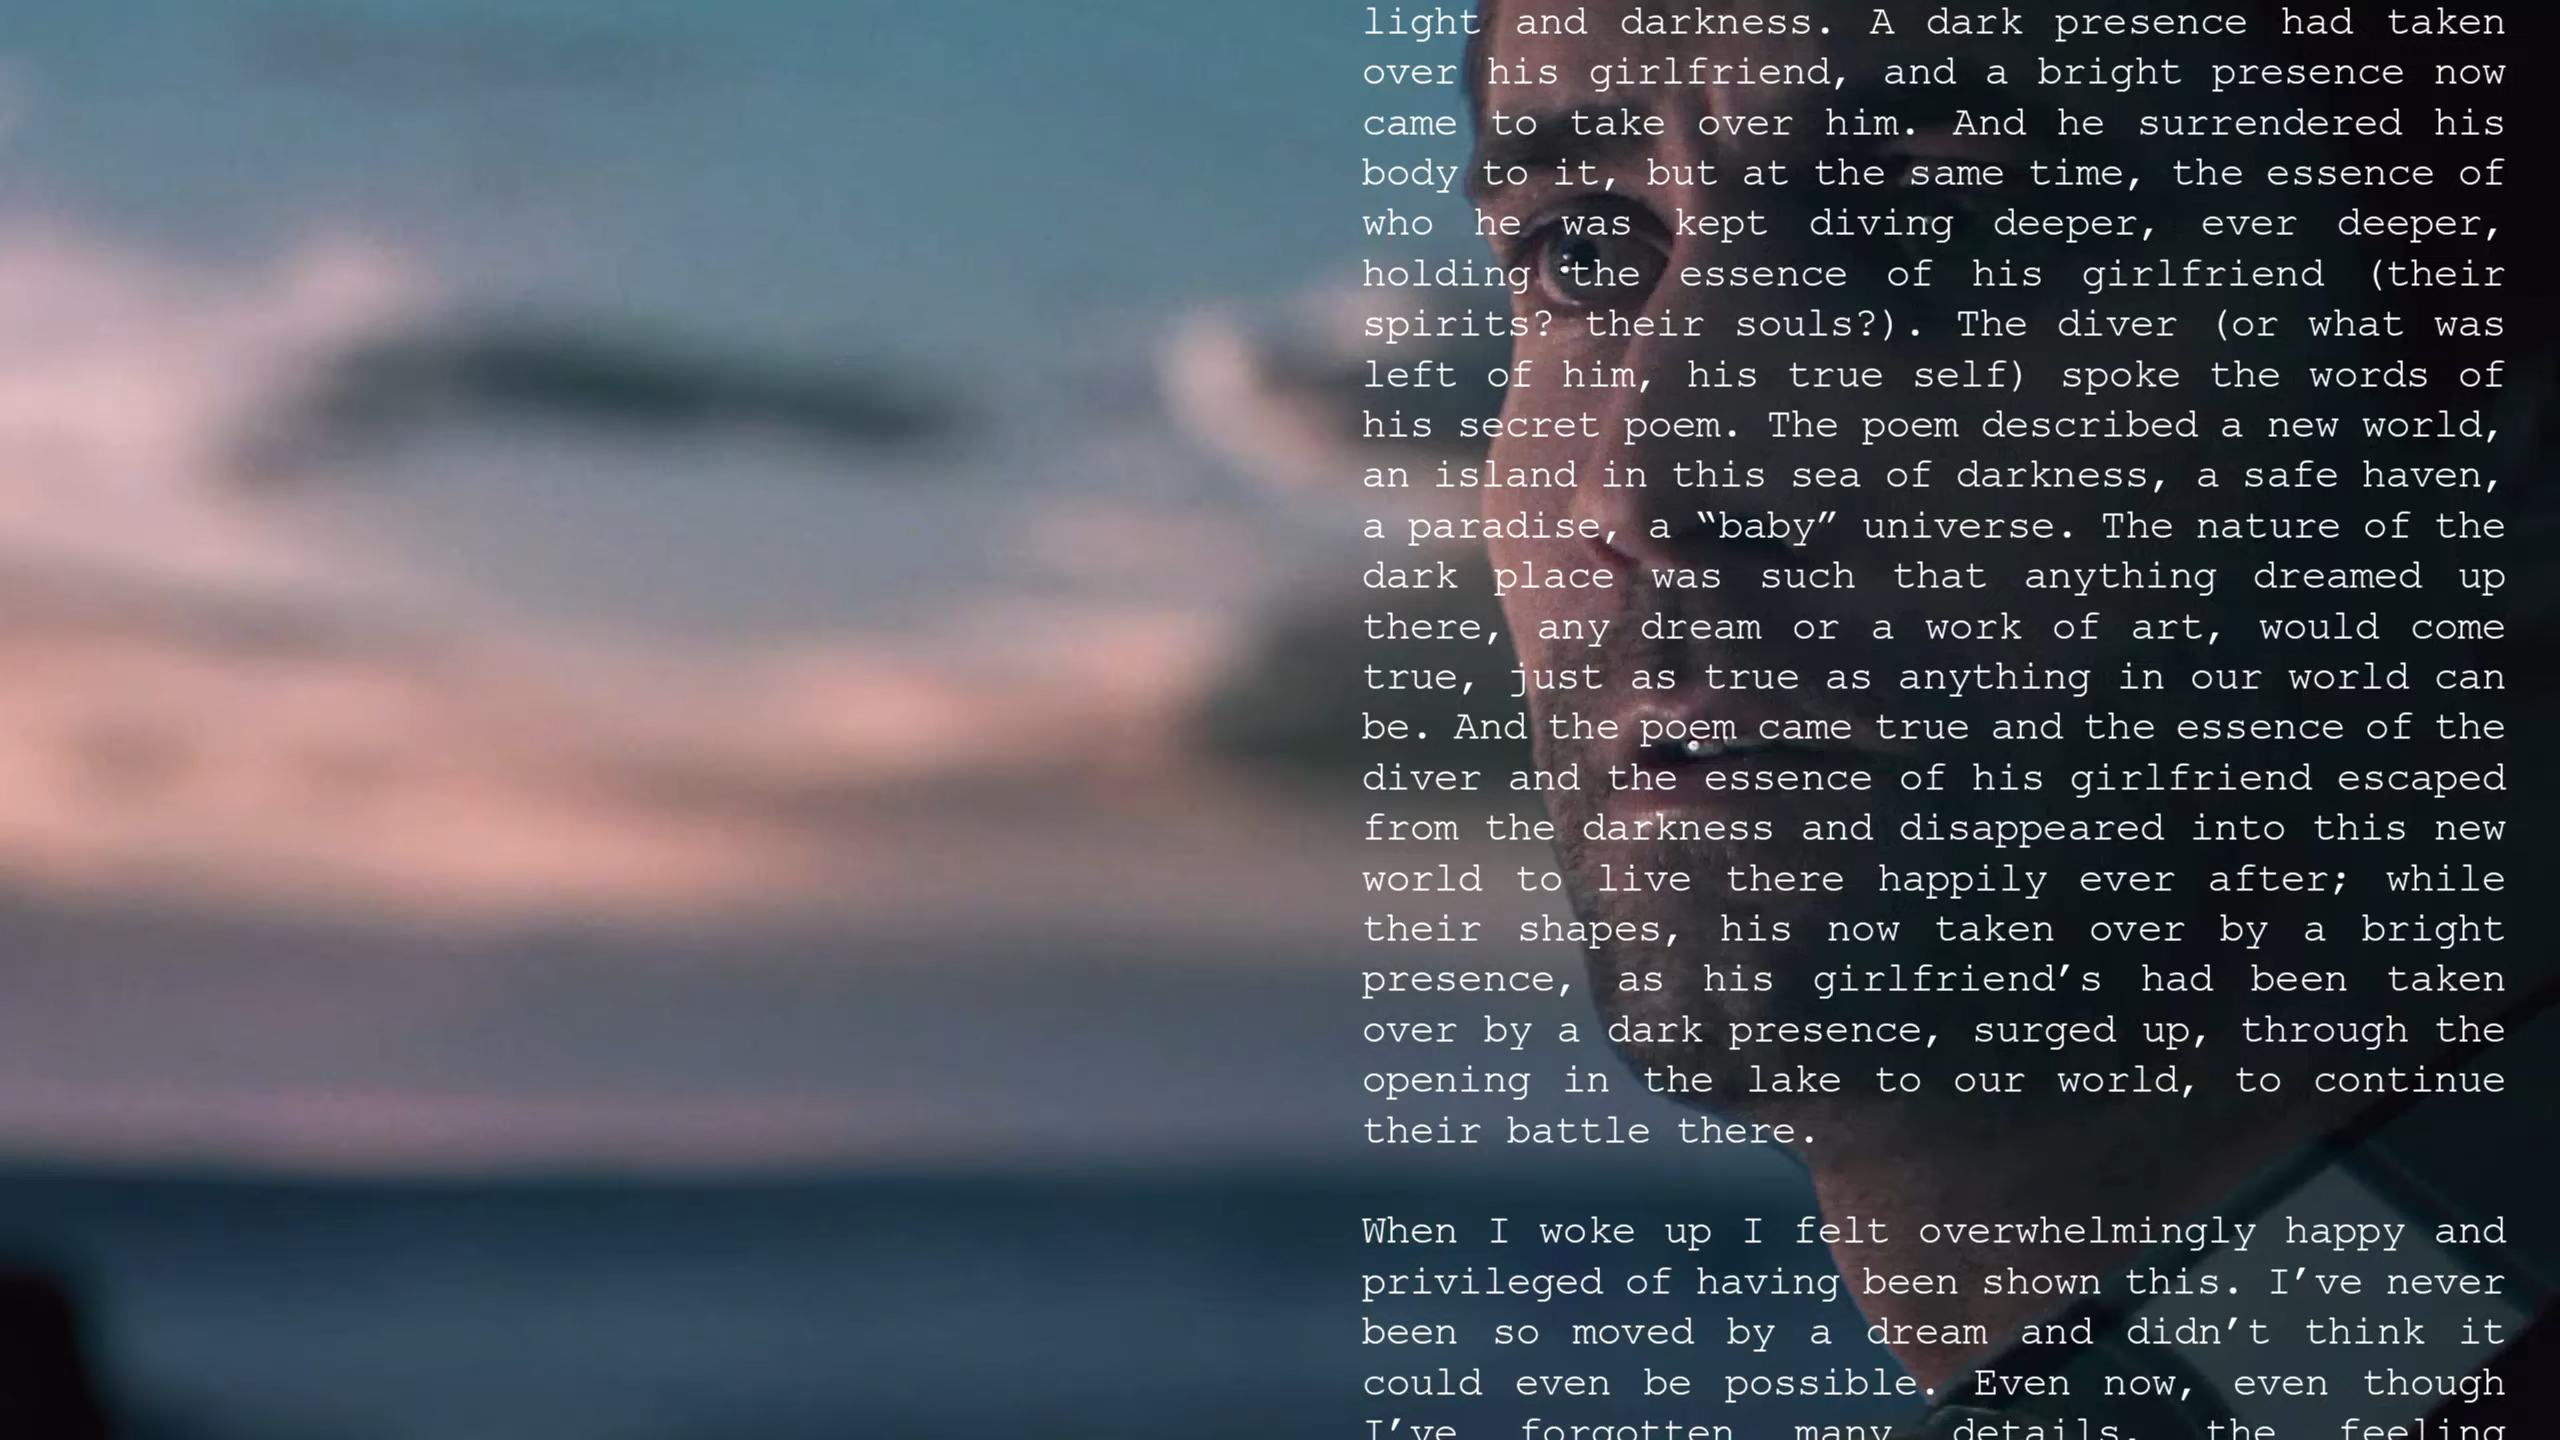 light and darkness. A dark presence had taken
over his girlfriend, and a bright presence now
came to take over him. And he surrendered his
body to it, but at the same time, the essence of
who he was kept diving deeper, ever deeper,
holding the essence of his girlfriend (their
spirits? their souls?). The diver (or what was
left of him, his true self) spoke the words of
his secret poem. The poem described a new world,
an island in this sea of darkness, a safe haven,
a paradise, a “baby” universe. The nature of the
dark place was such that anything dreamed up
there, any dream or a work of art, would come
true, just as true as anything in our world can
be. And the poem came true and the essence of the
diver and the essence of his girlfriend escaped
from the darkness and disappeared into this new
world to live there happily ever after; while
their shapes, his now taken over by a bright
presence, as his girlfriend’s had been taken
over by a dark presence, surged up, through the
opening in the lake to our world, to continue
their battle there.
When I woke up I felt overwhelmingly happy and
privileged of having been shown this. I’ve never
been so moved by a dream and didn’t think it
could even be possible. Even now, even though
I’ve forgotten many details, the feeling